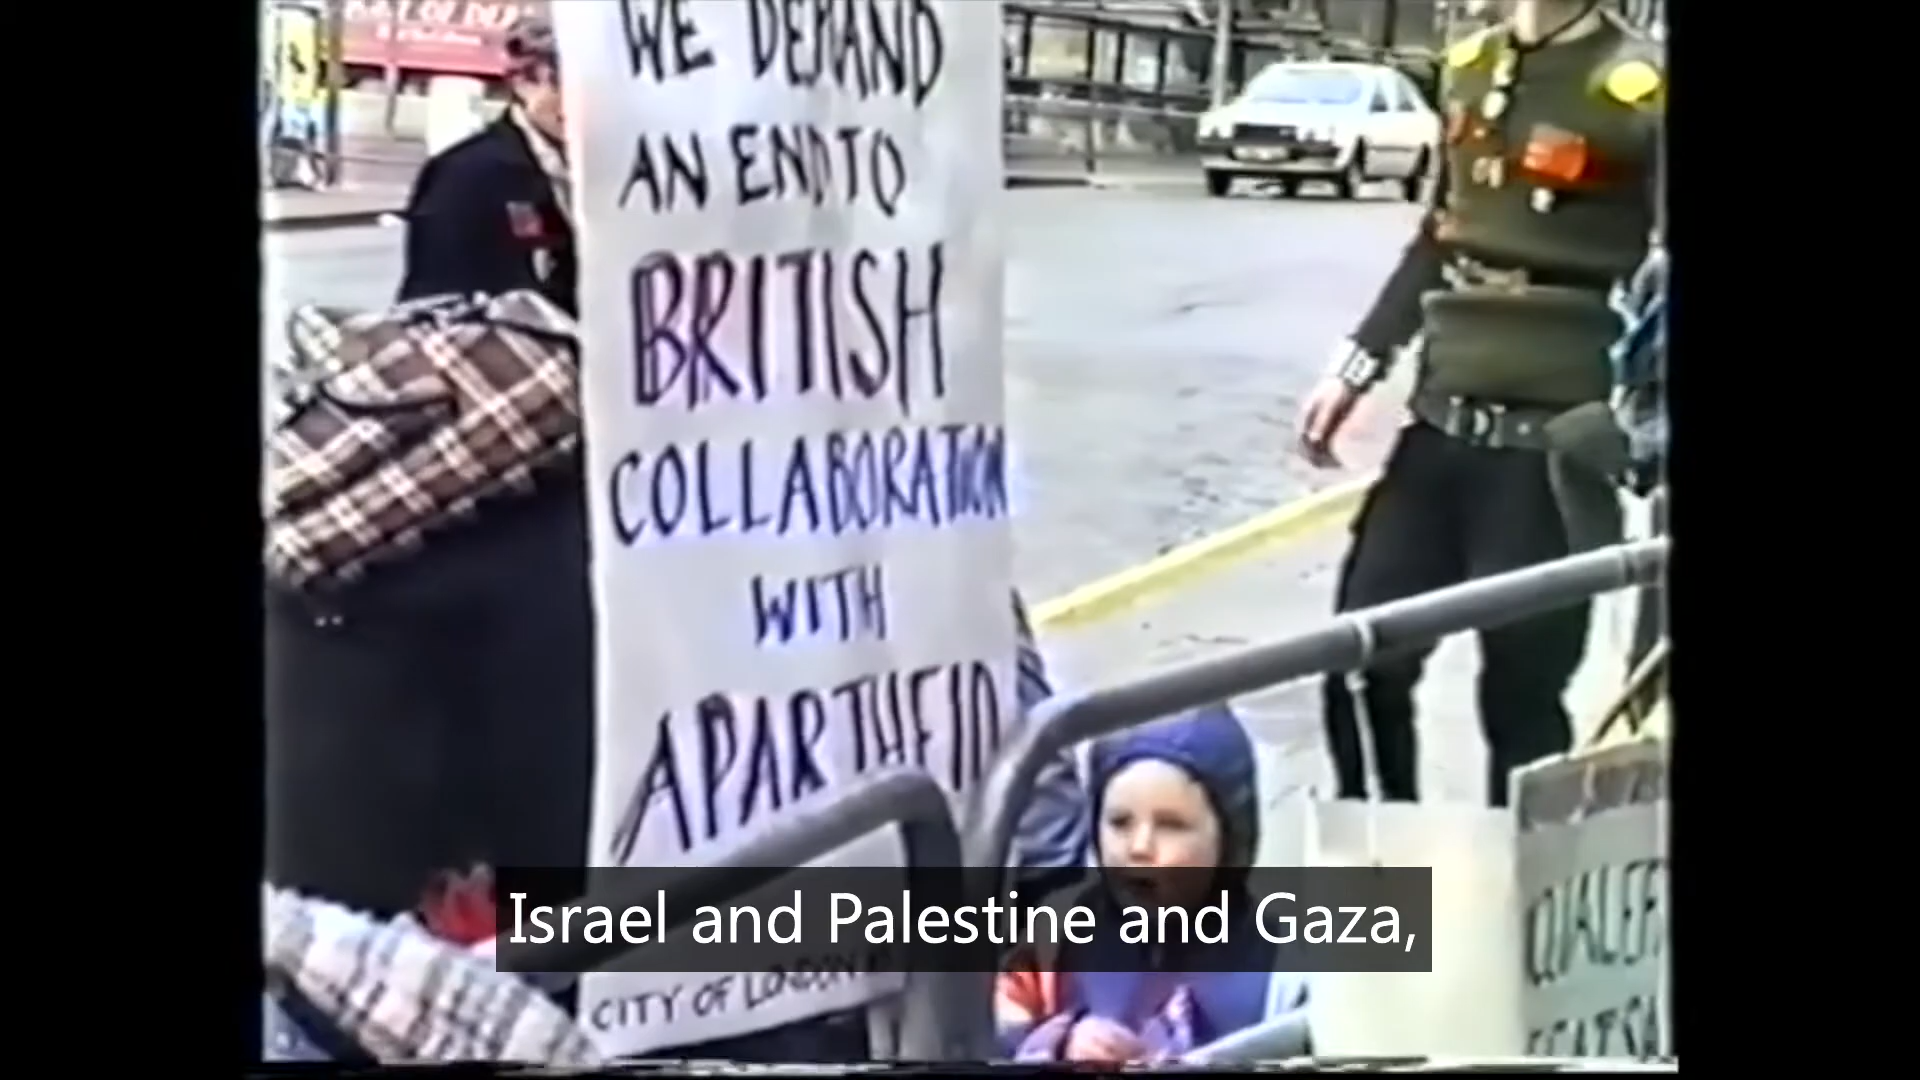 WE DEMAND
AN END TO
BRITISH
COLLABORATION
WITH
APARTHEID
Israel and Palestine and Gaza,
CITY OF LONDON